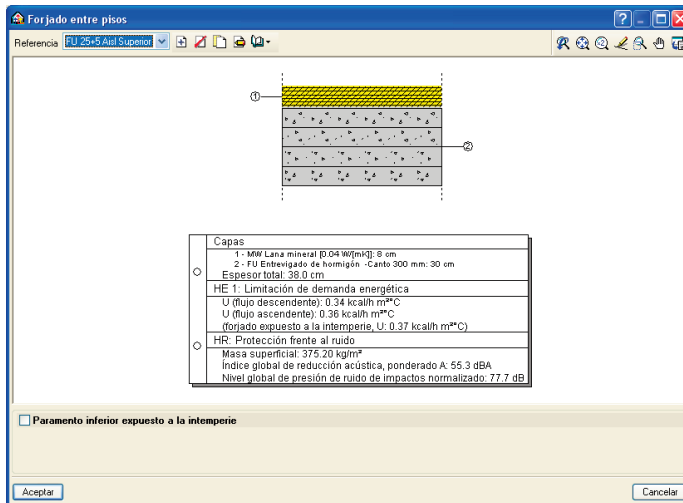 Forjado entre pisos
Referencia FU 25+5 Aisl Superior
1
2
Capas
1 - MW Lana mineral [0.04 W/[mK]]: 8 cm
2 - FU Entrevigado de hormigón -Canto 300 mm: 30 cm
Espesor total: 38.0 cm
HE 1: Limitación de demanda energética
U (flujo descendente): 0.34 kcal/h m²°C
U (flujo ascendente): 0.36 kcal/h m²°C
(forjado expuesto a la intemperie, U: 0.37 kcal/h m²°C)
HR: Protección frente al ruido
Masa superficial: 375.20 kg/m²
Índice global de reducción acústica, ponderado A: 55.3 dBA
Nivel global de presión de ruido de impactos normalizado: 77.7 dB
Paramento inferior expuesto a la intemperie
Aceptar
Cancelar